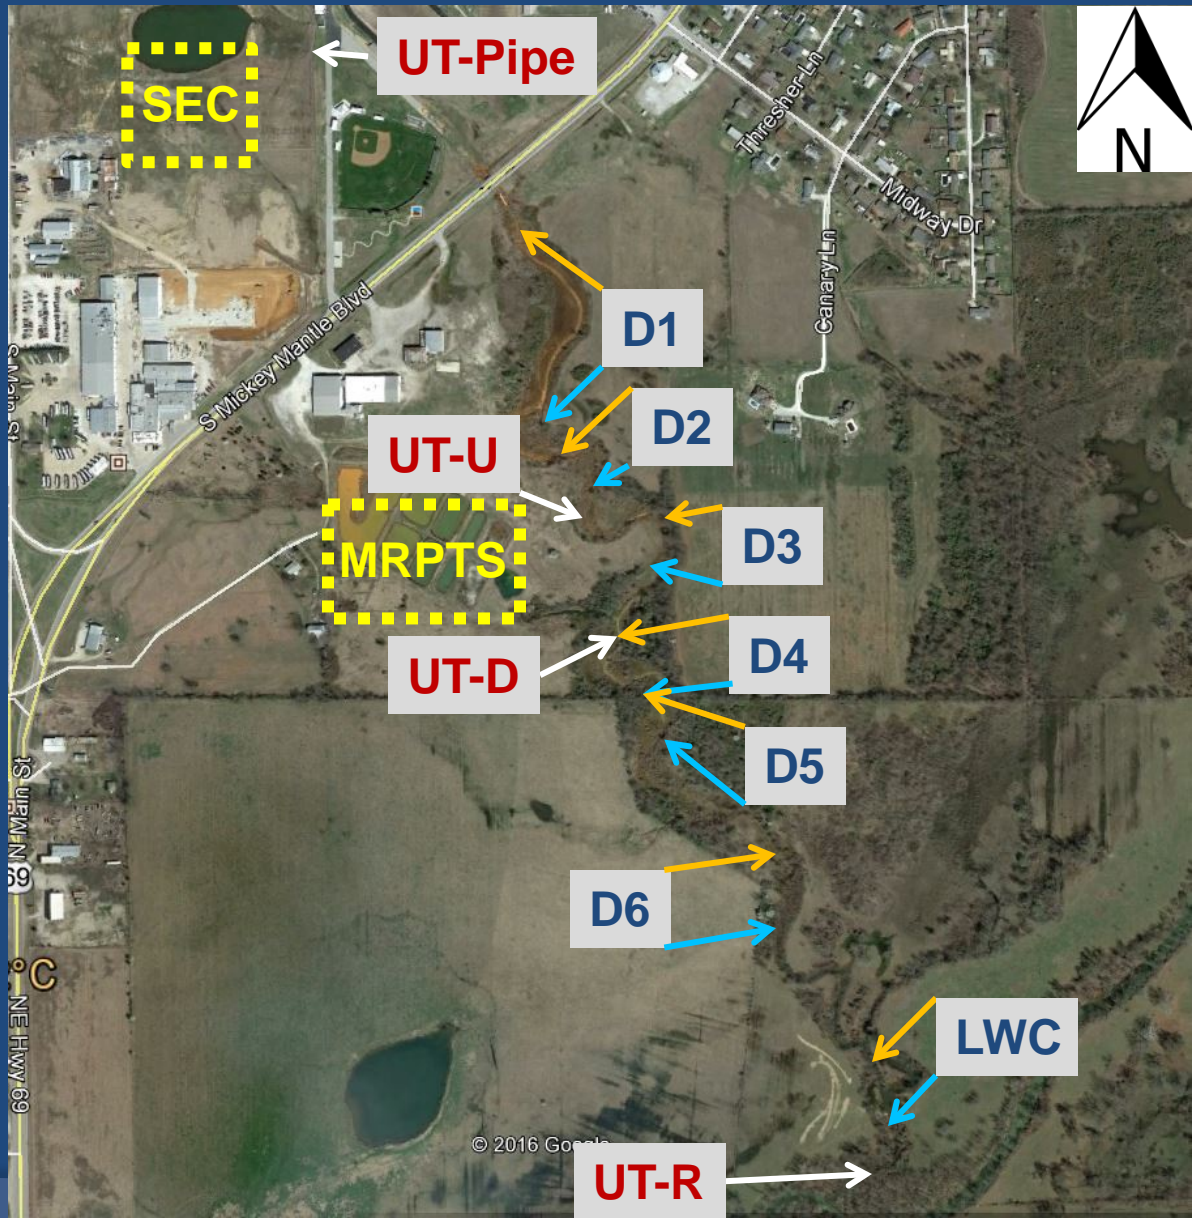 UT-Pipe
SEC
N
Thresher Ln
Midway Dr
Canary Ln
D1
S Mickey Mantle Blvd
S Main St
D2
UT-U
D3
MRPTS
D4
UT-D
D5
N Main St
69
D6
°C
NE Hwy 69
LWC
© 2016 Google
UT-R